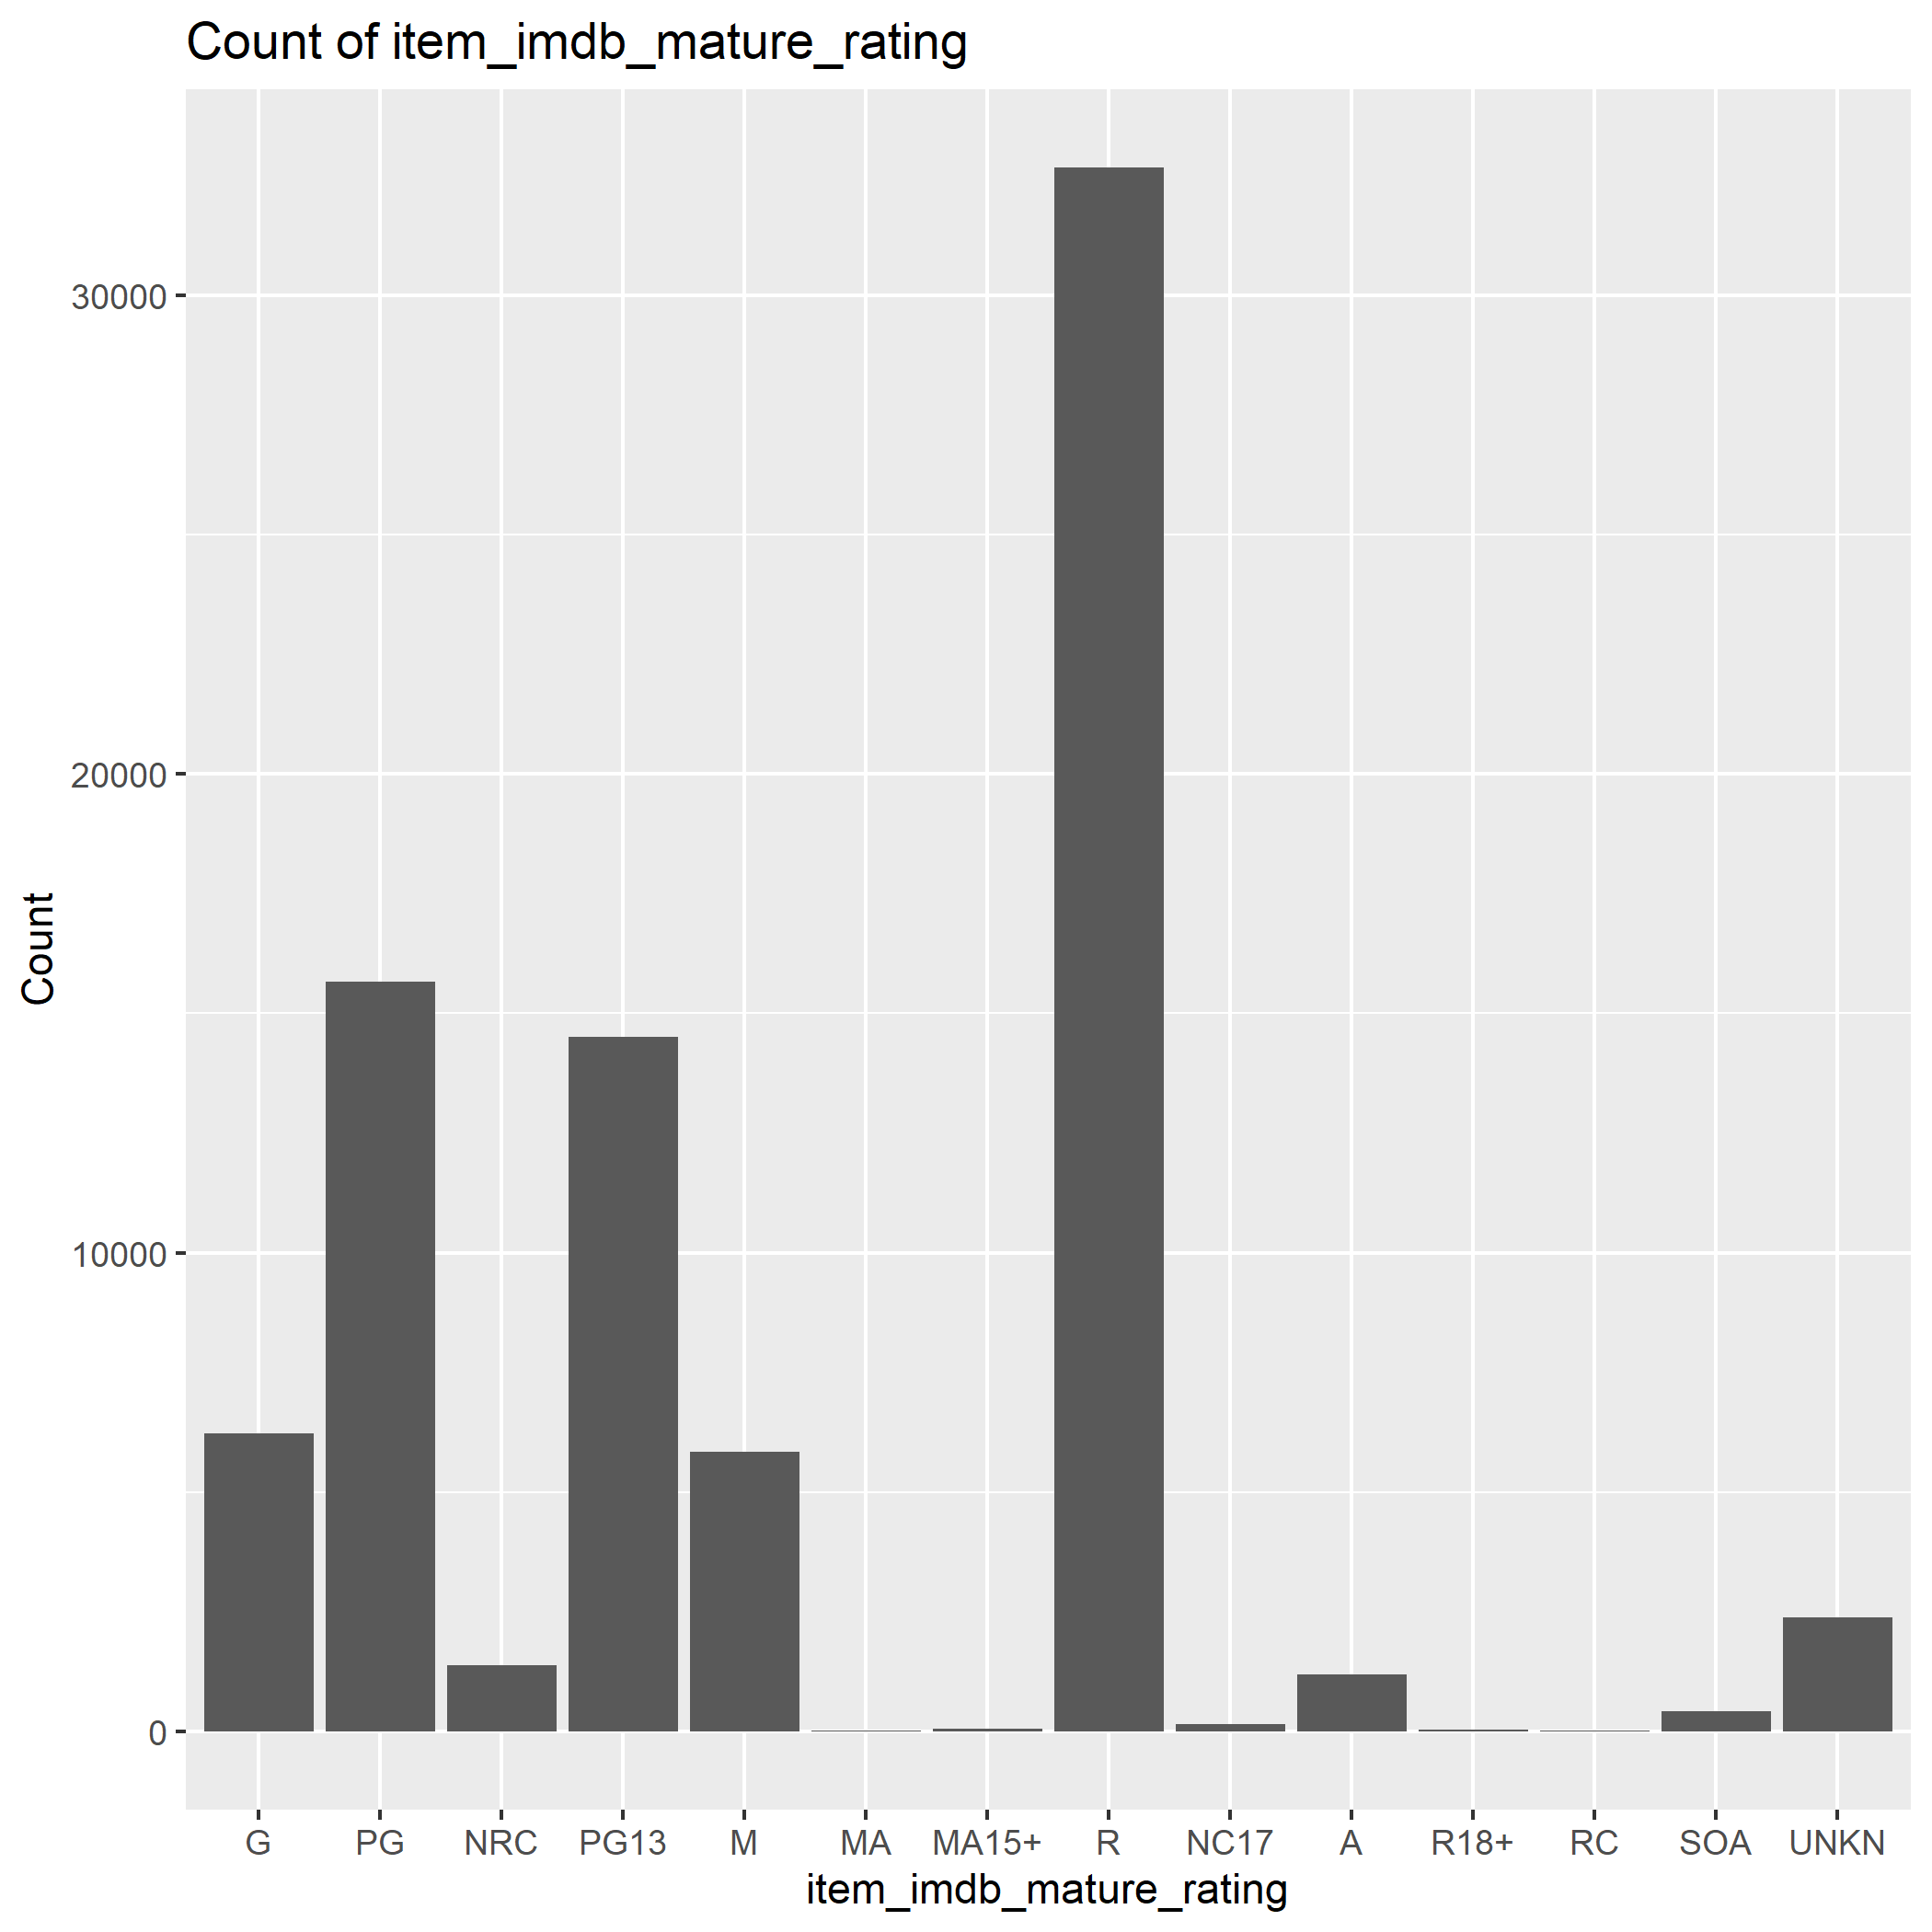 Count of item_imdb_mature_rating
Count
30000
20000
10000
0
G PG NRC PG13 M MA MA15+ R NC17 A R18+ RC SOA UNKN
item_imdb_mature_rating